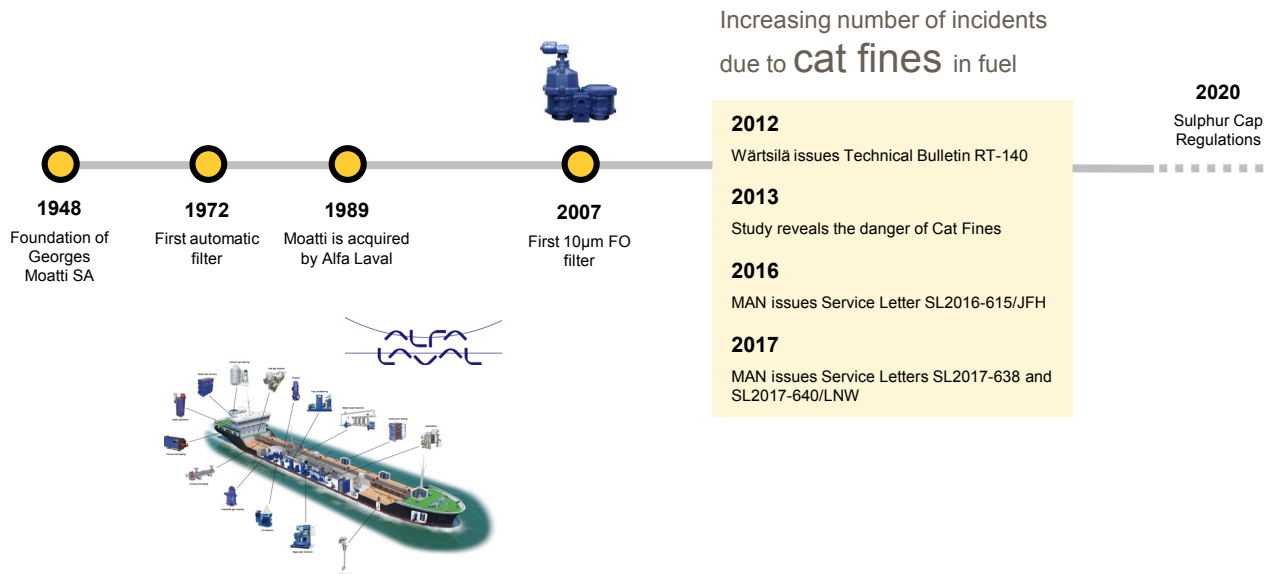 Increasing number of incidents
due to cat fines in fuel
1948
Foundation of
Georges
Moatti SA
1972
First automatic
filter
1989
Moatti is acquired
by Alfa Laval
2007
First 10µm FO
filter
2012
Wärtsilä issues Technical Bulletin RT-140
2013
Study reveals the danger of Cat Fines
2016
MAN issues Service Letter SL2016-615/JFH
2017
MAN issues Service Letters SL2017-638 and
SL2017-640/LNW
2020
Sulphur Cap
Regulations
ALFA
LAVAL